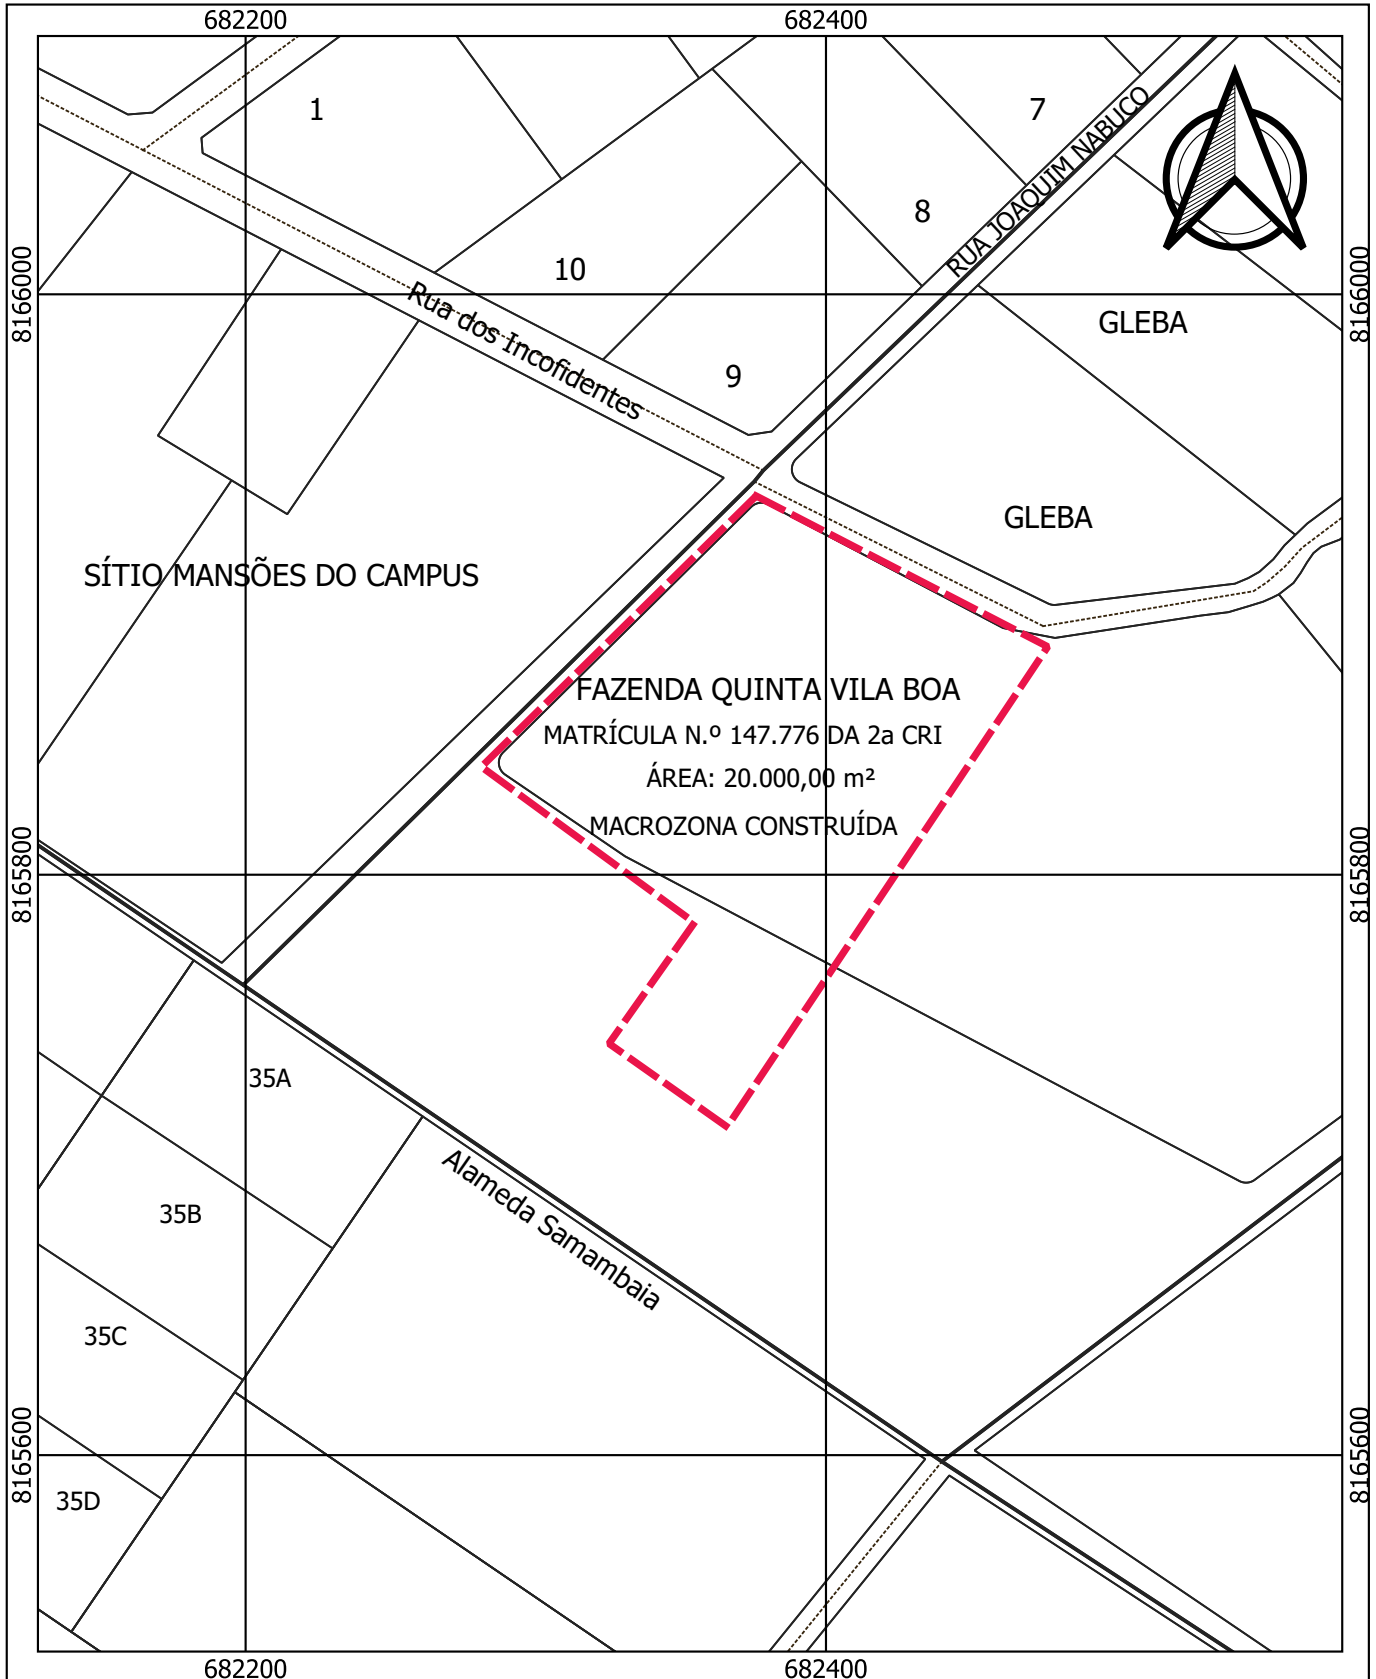 682200
682400
1
7
RUA JOAQUIM NABUCO
8
10
8166000
8166000
Rua dos Incofidentes
GLEBA
9
GLEBA
SÍTIO MANSÕES DO CAMPUS
FAZENDA QUINTA VILA BOA
MATRÍCULA N.º 147.776 DA 2a CRI
ÁREA: 20.000,00 m²
MACROZONA CONSTRUÍDA
8165800
8165800
35A
Alameda Samambaia
35B
35C
8165600
8165600
35D
682200
682400